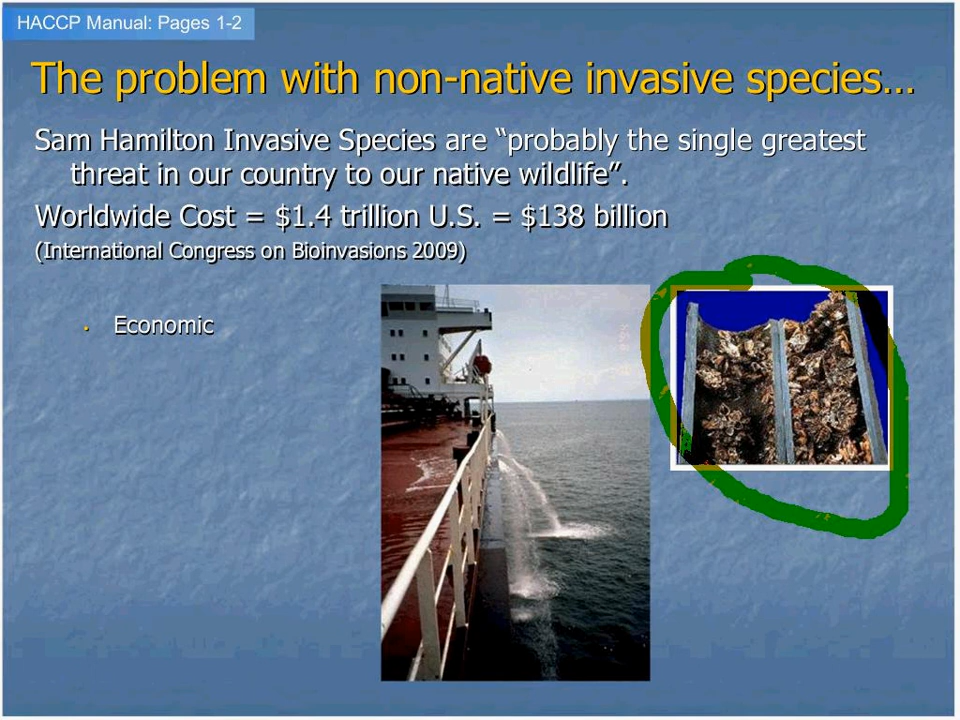 HACCP Manual: Pages 1-2
The problem with non-native invasive species...
Sam Hamilton Invasive Species are “probably the single greatest
threat in our country to our native wildlife”.
Worldwide Cost = $1.4 trillion U.S. = $138 billion
(International Congress on Bioinvasions 2009)
• Economic